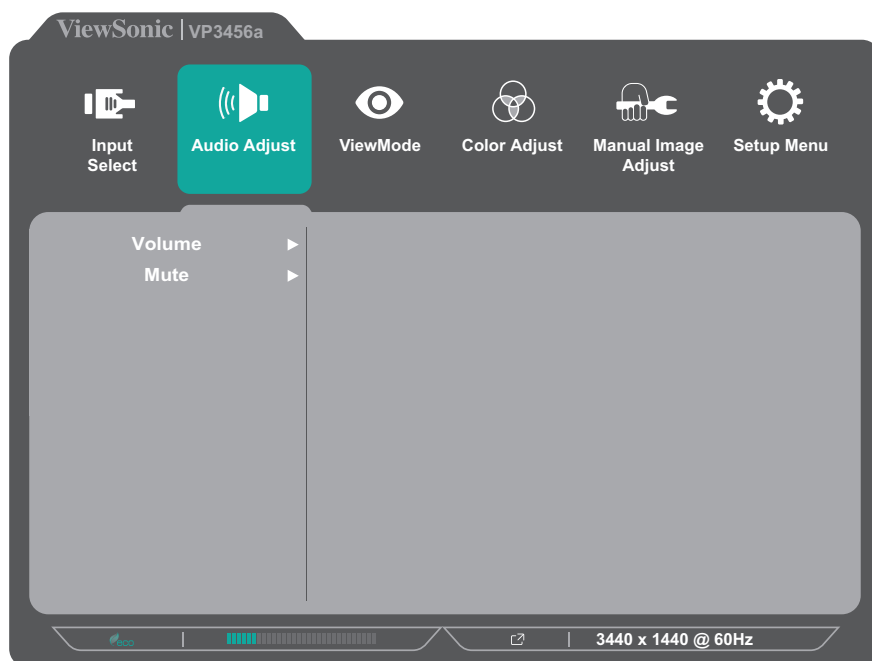 ViewSonic | VP3456a
Input
Select
Audio Adjust
ViewMode
Color Adjust
Manual Image
Adjust
Setup Menu
Volume
Mute
eco
3440 x 1440 @ 60Hz